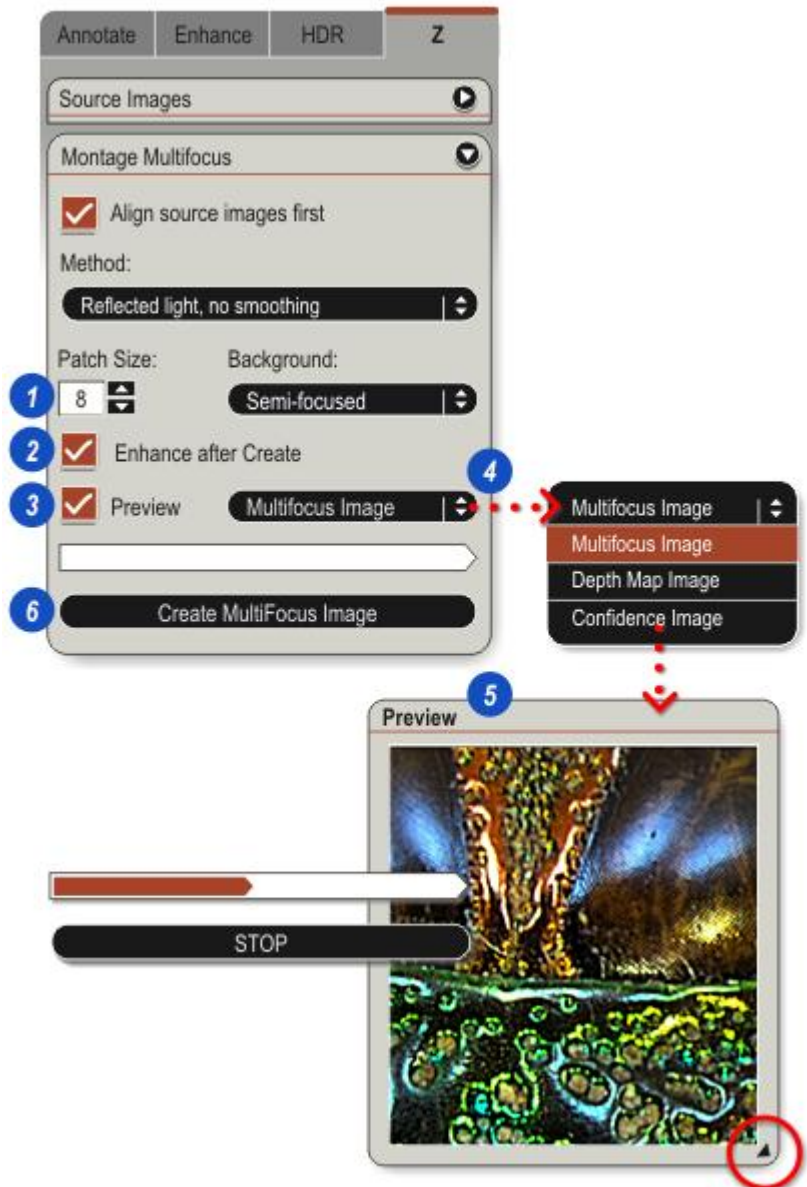 Annotate Enhance HDR Z
Source Images
Montage Multifocus
Align source images first
Method:
Reflected light, no smoothing
Patch Size: Background:
1 8 Semi-focused
2 Enhance after Create
3 Preview Multifocus Image 4
Multifocus Image
Multifocus Image
Depth Map Image
Confidence Image
6 Create MultiFocus Image
5
Preview
STOP